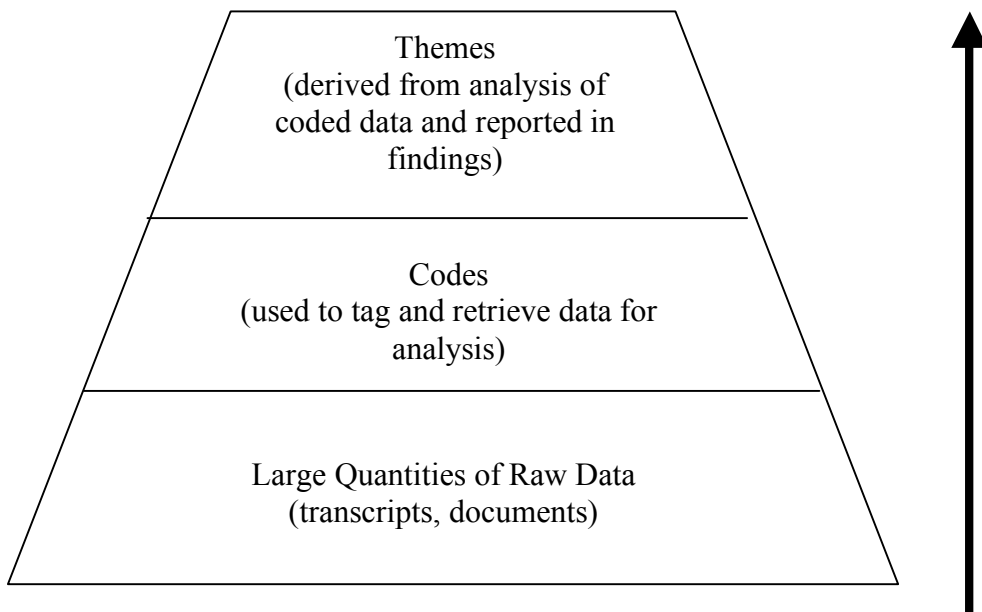 Themes
(derived from analysis of
coded data and reported in
findings)
Codes
(used to tag and retrieve data for
analysis)
Large Quantities of Raw Data
(transcripts, documents)